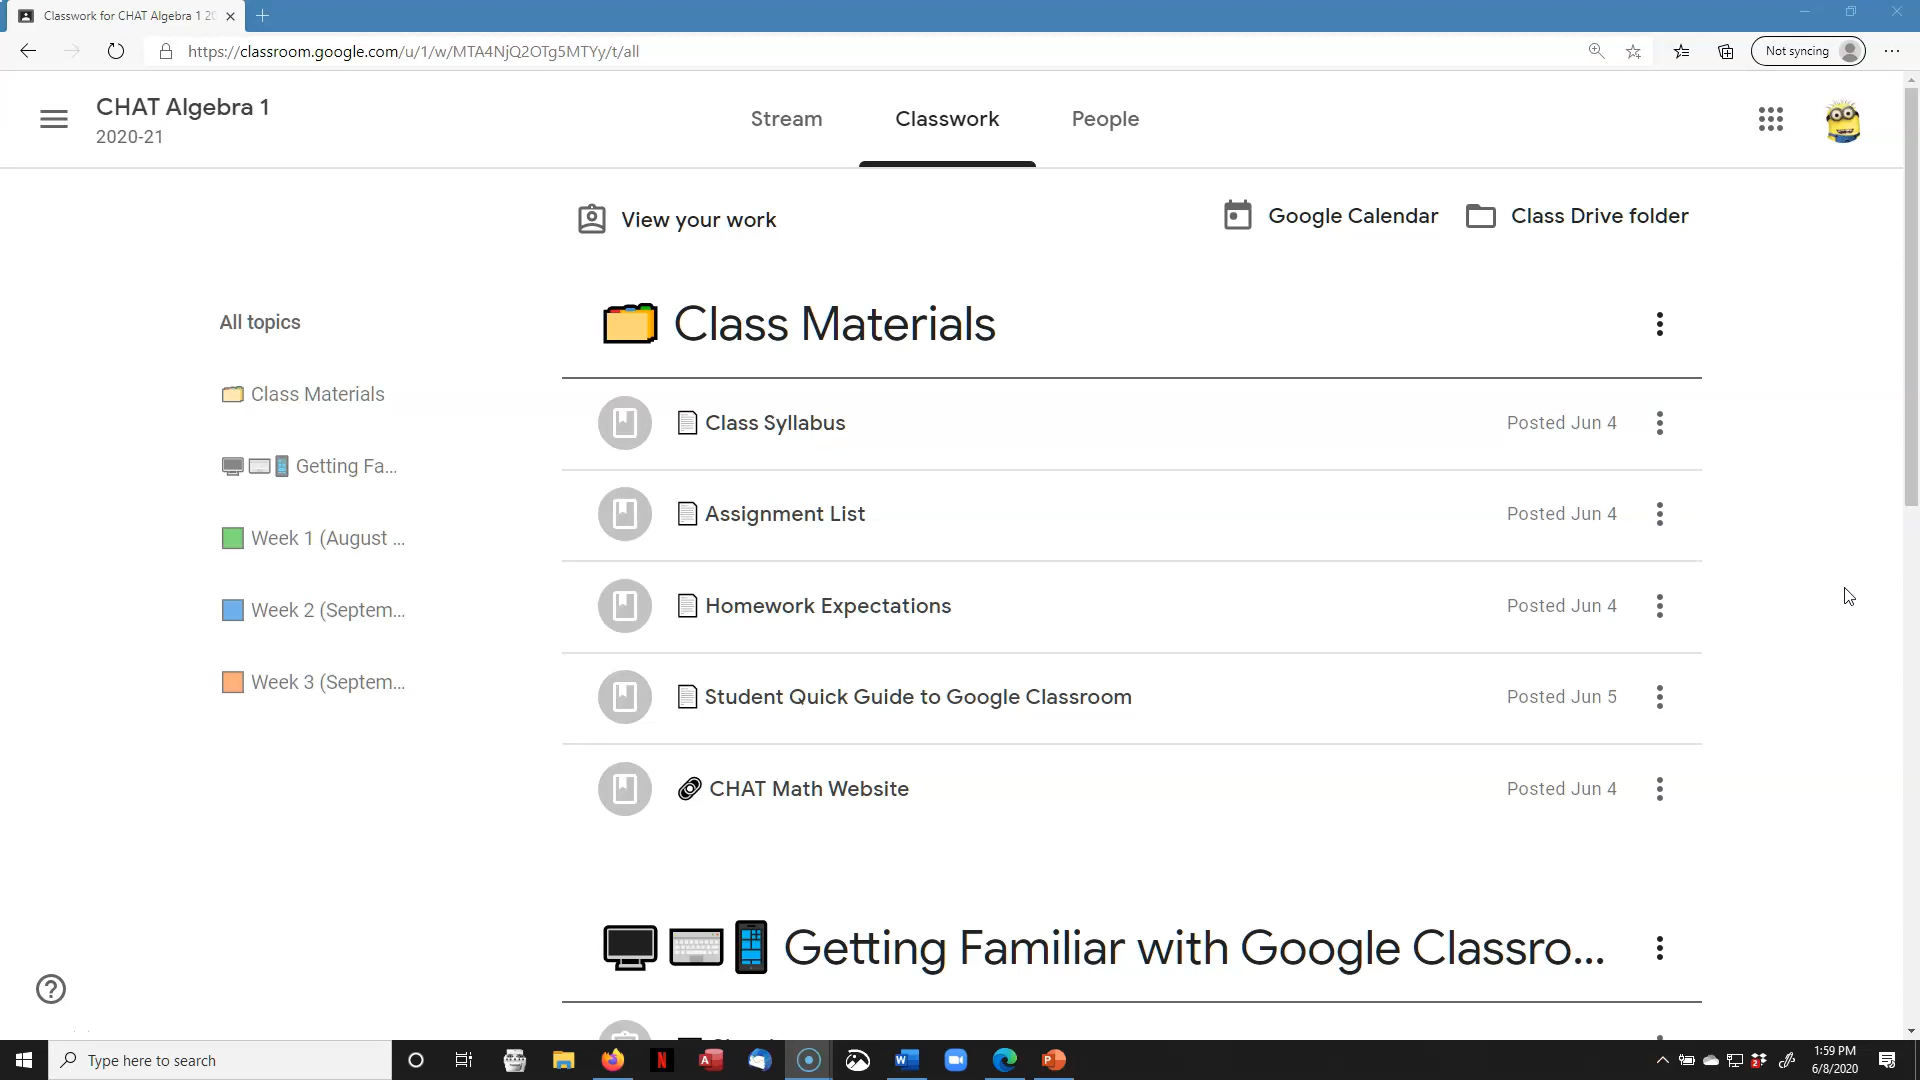 Classwork for CHAT Algebra 1 20
https://classroom.google.com/u/1/w/MTA4NjQ2OTg5MTYy/t/all
Not syncing
CHAT Algebra 1
2020-21
Stream
Classwork
People
View your work
Google Calendar
Class Drive folder
All topics
Class Materials
Getting Fa...
Week 1 (August ...
Week 2 (Septem...
Week 3 (Septem...
Class Materials
Class Syllabus
Posted Jun 4
Assignment List
Posted Jun 4
Homework Expectations
Posted Jun 4
Student Quick Guide to Google Classroom
Posted Jun 5
CHAT Math Website
Posted Jun 4
Getting Familiar with Google Classro...
Type here to search
1:59 PM
6/8/2020